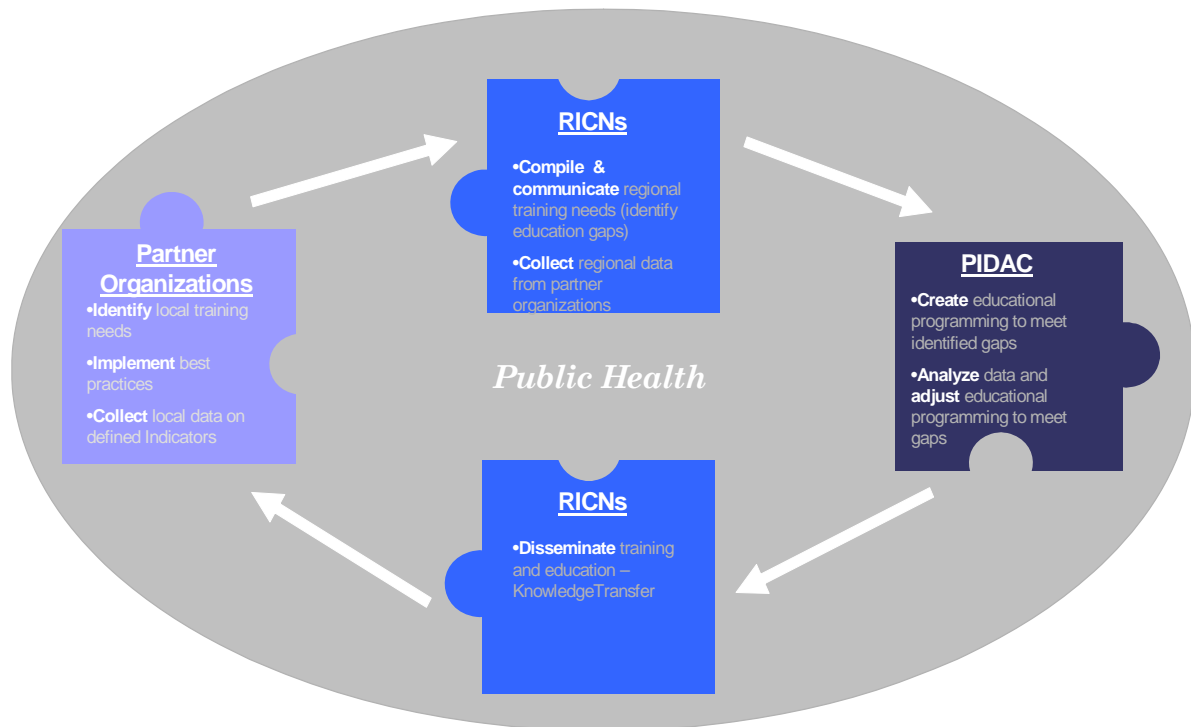 RICNs
•Compile &
communicate regional
training needs (identify
education gaps)
•Collect regional data
from partner
organizations
Partner
Organizations
•Identify local training
needs
•Implement best
practices
•Collect local data on
defined Indicators
PIDAC
•Create educational
programming to meet
identified gaps
•Analyze data and
adjust educational
programming to meet
gaps
Public Health
RICNs
•Disseminate training
and education –
KnowledgeTransfer